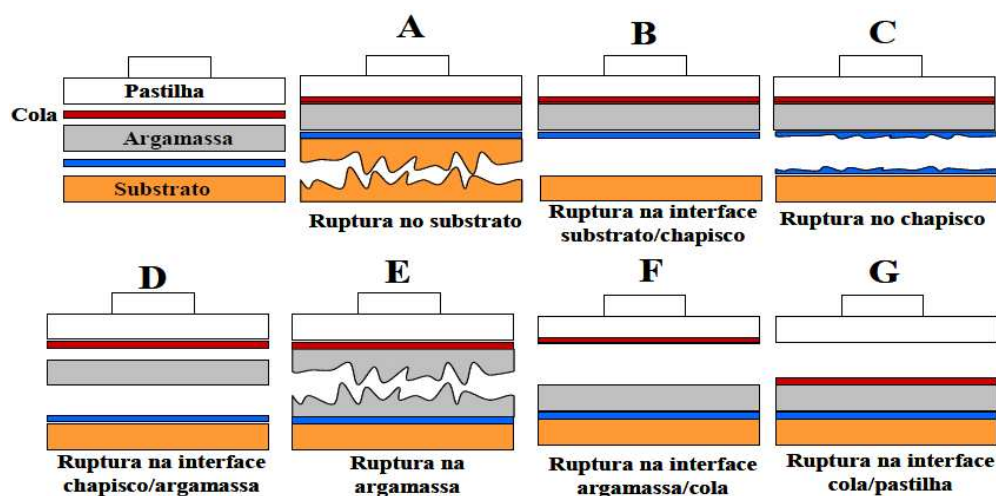 A
B
C
Pastilha
Cola
Argamassa
Substrato
Ruptura no substrato
Ruptura na interface
substrato/chapisco
Ruptura no chapisco
D
E
F
G
Ruptura na interface
chapisco/argamassa
Ruptura na
argamassa
Ruptura na interface
argamassa/cola
Ruptura na interface
cola/pastilha